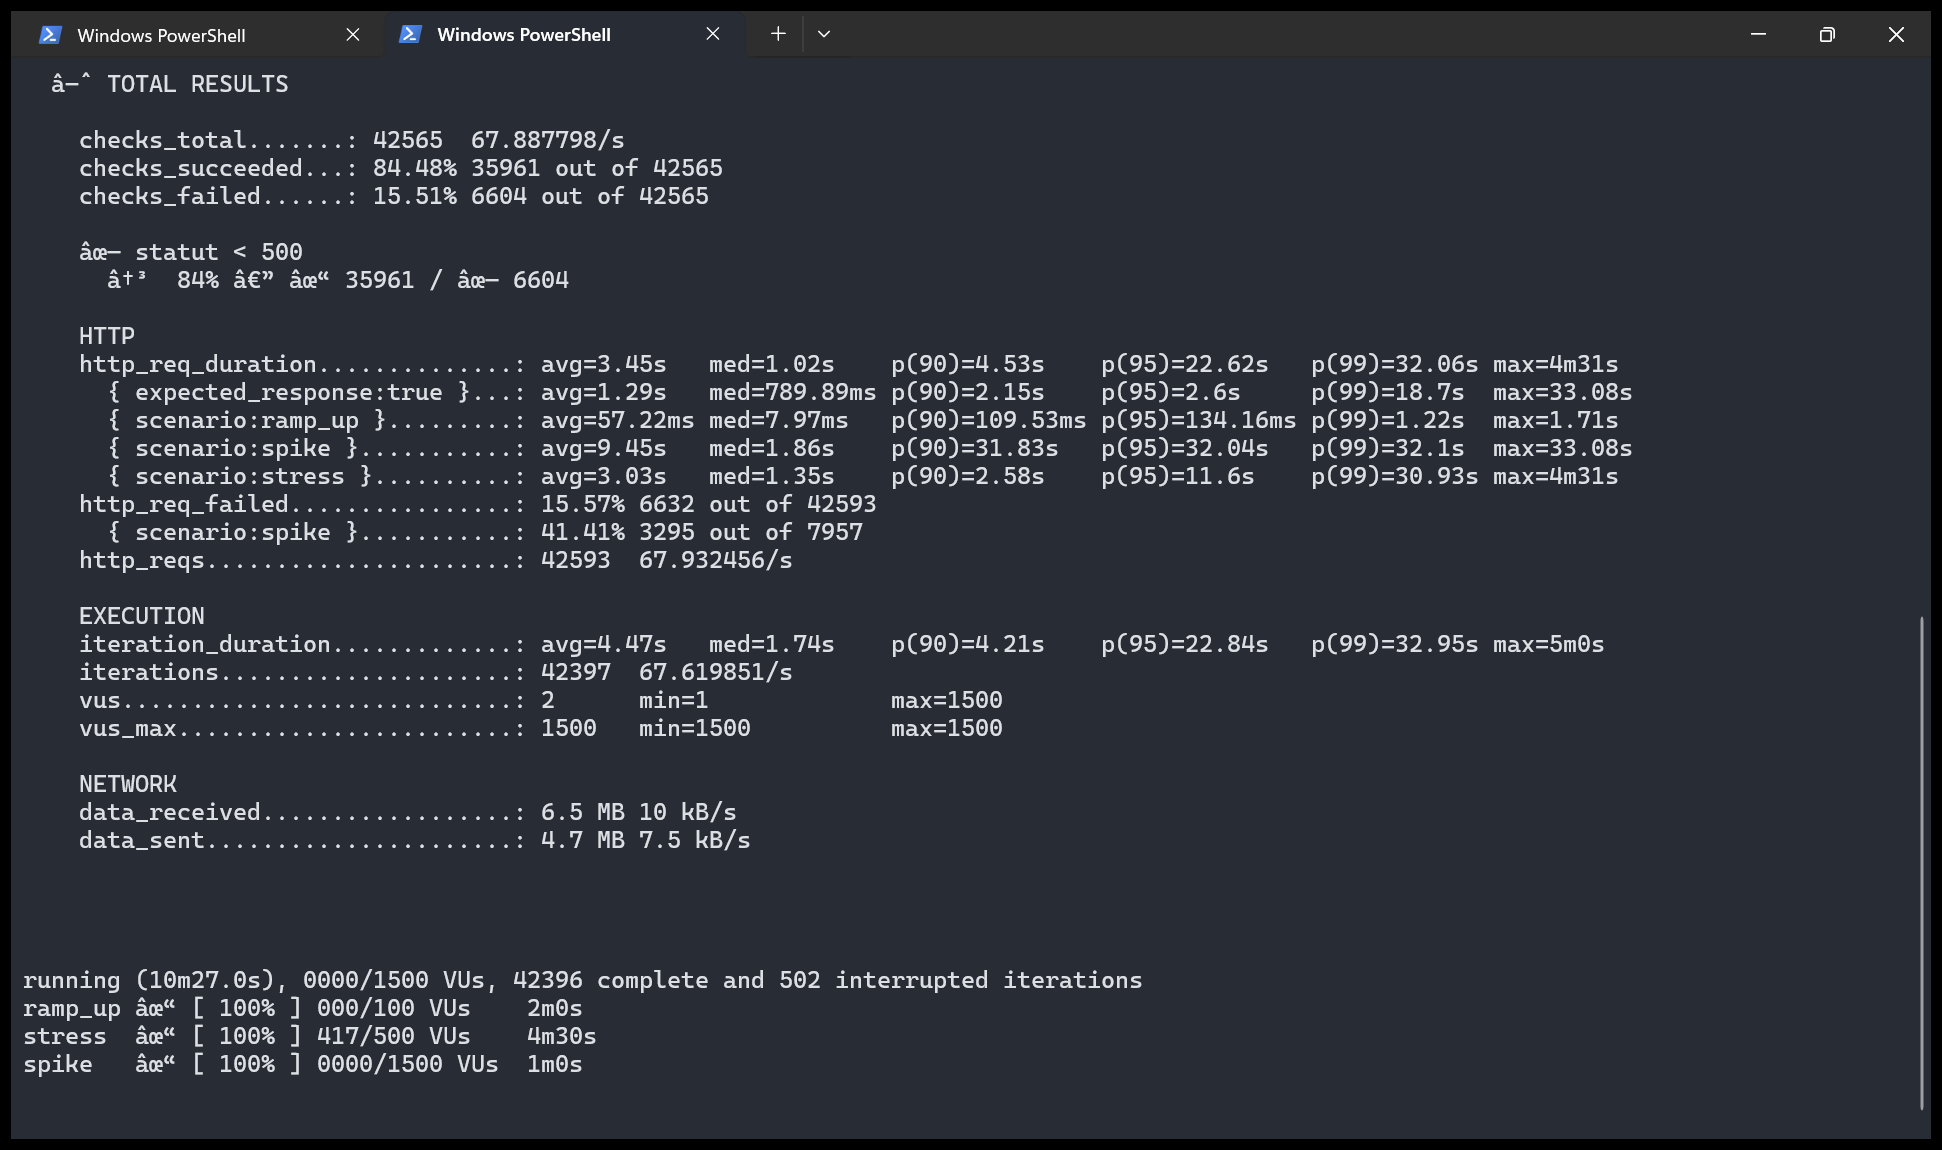 Windows PowerShell
Windows PowerShell
â–ˆ TOTAL RESULTS
checks_total.......: 42565  67.887798/s
checks_succeeded...: 84.48% 35961 out of 42565
checks_failed......: 15.51% 6604 out of 42565
âœ— statut < 500
â†³  84% â€” âœ“ 35961 / âœ— 6604
HTTP
http_req_duration..............: avg=3.45s   med=1.02s    p(90)=4.53s    p(95)=22.62s   p(99)=32.06s max=4m31s
{ expected_response:true }...: avg=1.29s   med=789.89ms p(90)=2.15s    p(95)=2.6s     p(99)=18.7s  max=33.08s
{ scenario:ramp_up }.........: avg=57.22ms med=7.97ms   p(90)=109.53ms p(95)=134.16ms p(99)=1.22s  max=1.71s
{ scenario:spike }...........: avg=9.45s   med=1.86s    p(90)=31.83s   p(95)=32.04s   p(99)=32.1s  max=33.08s
{ scenario:stress }..........: avg=3.03s   med=1.35s    p(90)=2.58s    p(95)=11.6s    p(99)=30.93s max=4m31s
http_req_failed................: 15.57% 6632 out of 42593
{ scenario:spike }...........: 41.41% 3295 out of 7957
http_reqs......................: 42593  67.932456/s
EXECUTION
iteration_duration.............: avg=4.47s   med=1.74s    p(90)=4.21s    p(95)=22.84s   p(99)=32.95s max=5m0s
iterations.....................: 42397  67.619851/s
vus............................: 2      min=1             max=1500
vus_max........................: 1500   min=1500          max=1500
NETWORK
data_received..................: 6.5 MB 10 kB/s
data_sent......................: 4.7 MB 7.5 kB/s
running (10m27.0s), 0000/1500 VUs, 42396 complete and 502 interrupted iterations
ramp_up âœ“ [ 100% ] 000/100 VUs    2m0s
stress  âœ“ [ 100% ] 417/500 VUs    4m30s
spike   âœ“ [ 100% ] 0000/1500 VUs  1m0s